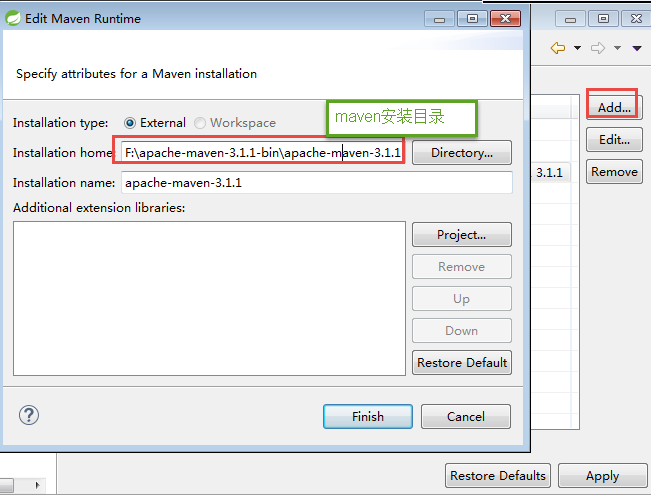 Edit Maven Runtime
Specify attributes for a Maven installation
Installation type: External Workspace
maven安装目录
Installation home: F:\apache-maven-3.1.1-bin\apache-maven-3.1.1 Directory...
Installation name: apache-maven-3.1.1
Additional extension libraries:
Project...
Remove
Up
Down
Restore Default
?
Finish Cancel
Add...
Edit...
3.1.1
Remove
Restore Defaults Apply